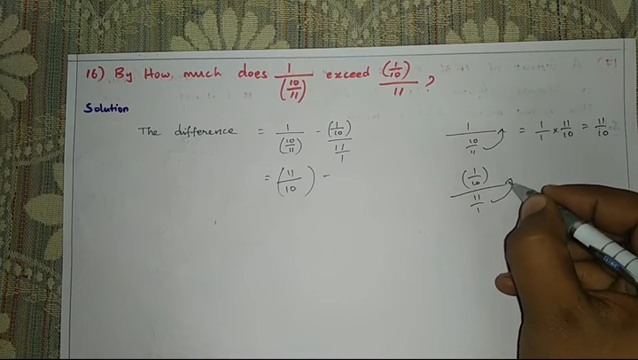 16) By How much does 1/(10/11) exceed (1/10)/11 ?
Solution
The difference = 1/(10/11) - (1/10)/(11/1)
1/(10/11) = 1/1 × 11/10 = 11/10
= (11/10) -
(1/10)/(11/1)